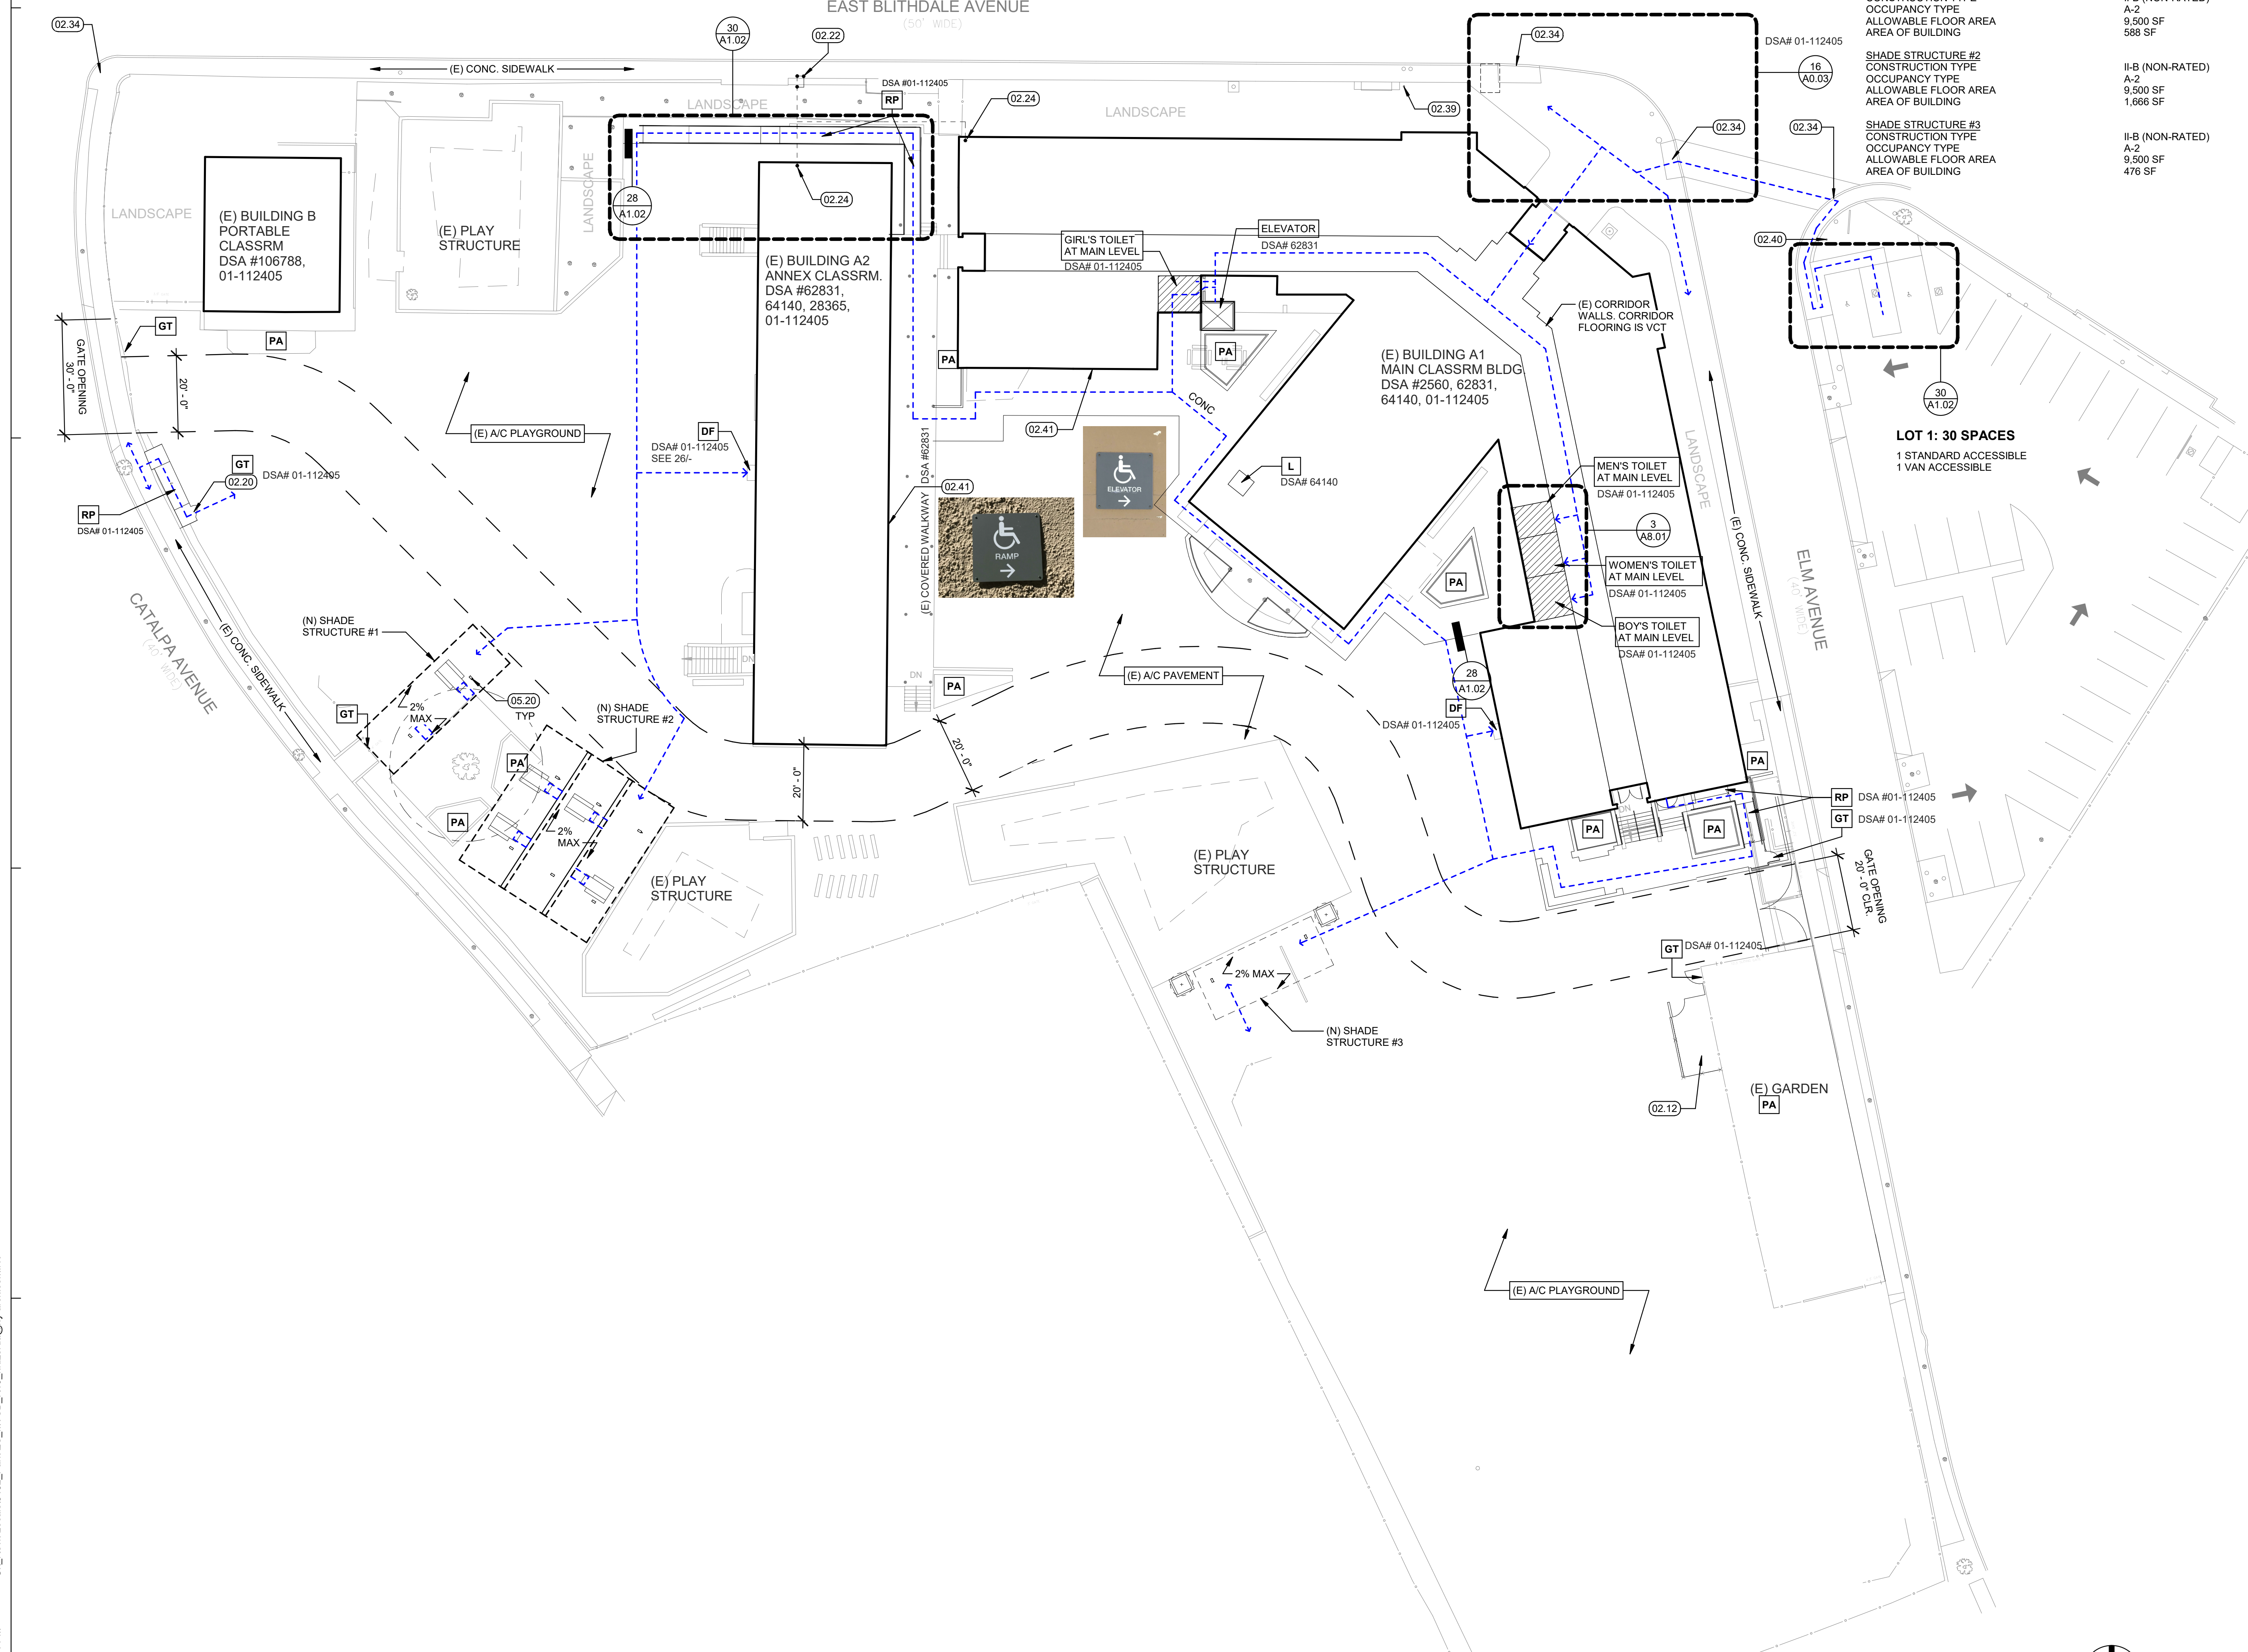 EAST BLITHDALE AVENUE
(50' WIDE)
OCCUPANCY TYPE A-2
ALLOWABLE FLOOR AREA 9,500 SF
AREA OF BUILDING 588 SF
SHADE STRUCTURE #2
CONSTRUCTION TYPE II-B (NON-RATED)
OCCUPANCY TYPE A-2
ALLOWABLE FLOOR AREA 9,500 SF
AREA OF BUILDING 1,666 SF
SHADE STRUCTURE #3
CONSTRUCTION TYPE II-B (NON-RATED)
OCCUPANCY TYPE A-2
ALLOWABLE FLOOR AREA 9,500 SF
AREA OF BUILDING 476 SF
02.34
30
A1.02
02.22
02.34
DSA# 01-112405
16
A0.03
(E) CONC. SIDEWALK
DSA #01-112405
RP
LANDSCAPE
02.24
LANDSCAPE
02.39
02.34
02.34
LANDSCAPE
LANDSCAPE
(E) BUILDING B
PORTABLE
CLASSRM
DSA #106788,
01-112405
(E) PLAY
STRUCTURE
28
A1.02
02.24
(E) BUILDING A2
ANNEX CLASSRM.
DSA #62831,
64140, 28365,
01-112405
GIRL'S TOILET
AT MAIN LEVEL
DSA# 01-112405
ELEVATOR
DSA# 62831
02.40
(E) CORRIDOR
WALLS. CORRIDOR
FLOORING IS VCT
GT
PA
GATE OPENING
30' - 0"
20' - 0"
PA
PA
(E) BUILDING A1
MAIN CLASSRM BLDG
DSA #2560, 62831,
64140, 01-112405
30
A1.02
LOT 1: 30 SPACES
1 STANDARD ACCESSIBLE
1 VAN ACCESSIBLE
CONC
(E) A/C PLAYGROUND
DF
DSA# 01-112405
SEE 26/-
02.41
LANDSCAPE
GT
02.20
DSA# 01-112405
L
DSA# 64140
MEN'S TOILET
AT MAIN LEVEL
DSA# 01-112405
RP
DSA# 01-112405
02.41
(E) COVERED WALKWAY DSA #62831
ELEVATOR
RAMP
3
A8.01
(E) CONC. SIDEWALK
WOMEN'S TOILET
AT MAIN LEVEL
DSA# 01-112405
PA
ELM AVENUE
(40' WIDE)
CATALPA AVENUE
(40' WIDE)
(E) CONC. SIDEWALK
(N) SHADE
STRUCTURE #1
BOY'S TOILET
AT MAIN LEVEL
DSA# 01-112405
DN
DN
PA
(E) A/C PAVEMENT
28
A1.02
05.20
TYP
2%
MAX
GT
(N) SHADE
STRUCTURE #2
DF
DSA# 01-112405
20' - 0"
20' - 0"
PA
PA
PA
RP
DSA #01-112405
GT
DSA# 01-112405
2%
MAX
DN
PA
PA
GATE OPENING
20' - 0" CLR.
(E) PLAY
STRUCTURE
(E) PLAY
STRUCTURE
GT
DSA# 01-112405
2% MAX
(N) SHADE
STRUCTURE #3
(E) GARDEN
PA
02.12
(E) A/C PLAYGROUND